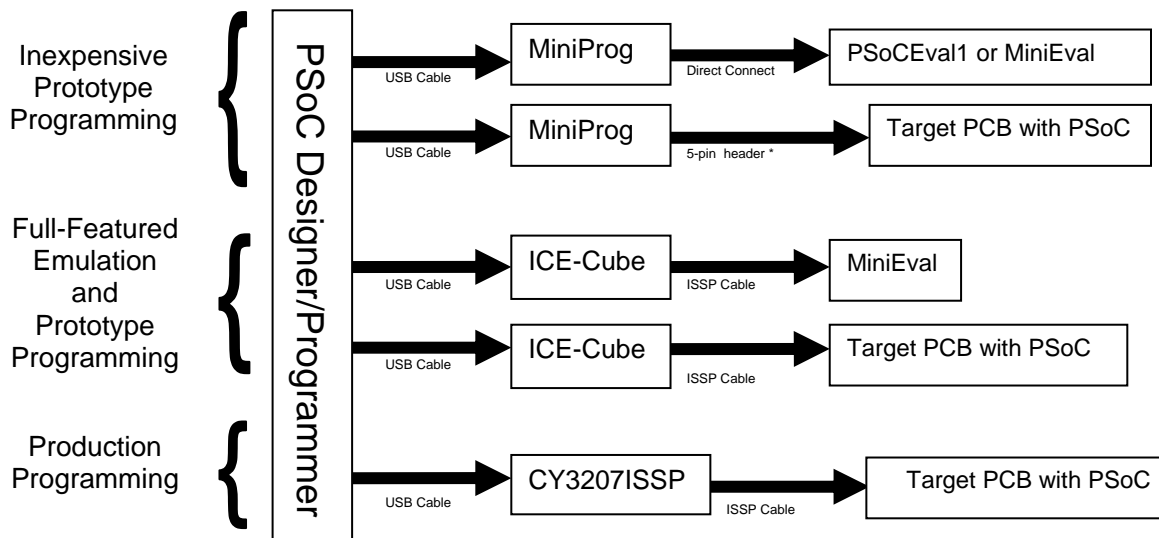 Inexpensive
Prototype
Programming
Full-Featured
Emulation
and
Prototype
Programming
Production
Programming
PSoC Designer/Programmer
USB Cable
MiniProg
Direct Connect
PSoCEval1 or MiniEval
USB Cable
MiniProg
5-pin header *
Target PCB with PSoC
USB Cable
ICE-Cube
ISSP Cable
MiniEval
USB Cable
ICE-Cube
ISSP Cable
Target PCB with PSoC
USB Cable
CY3207ISSP
ISSP Cable
Target PCB with PSoC